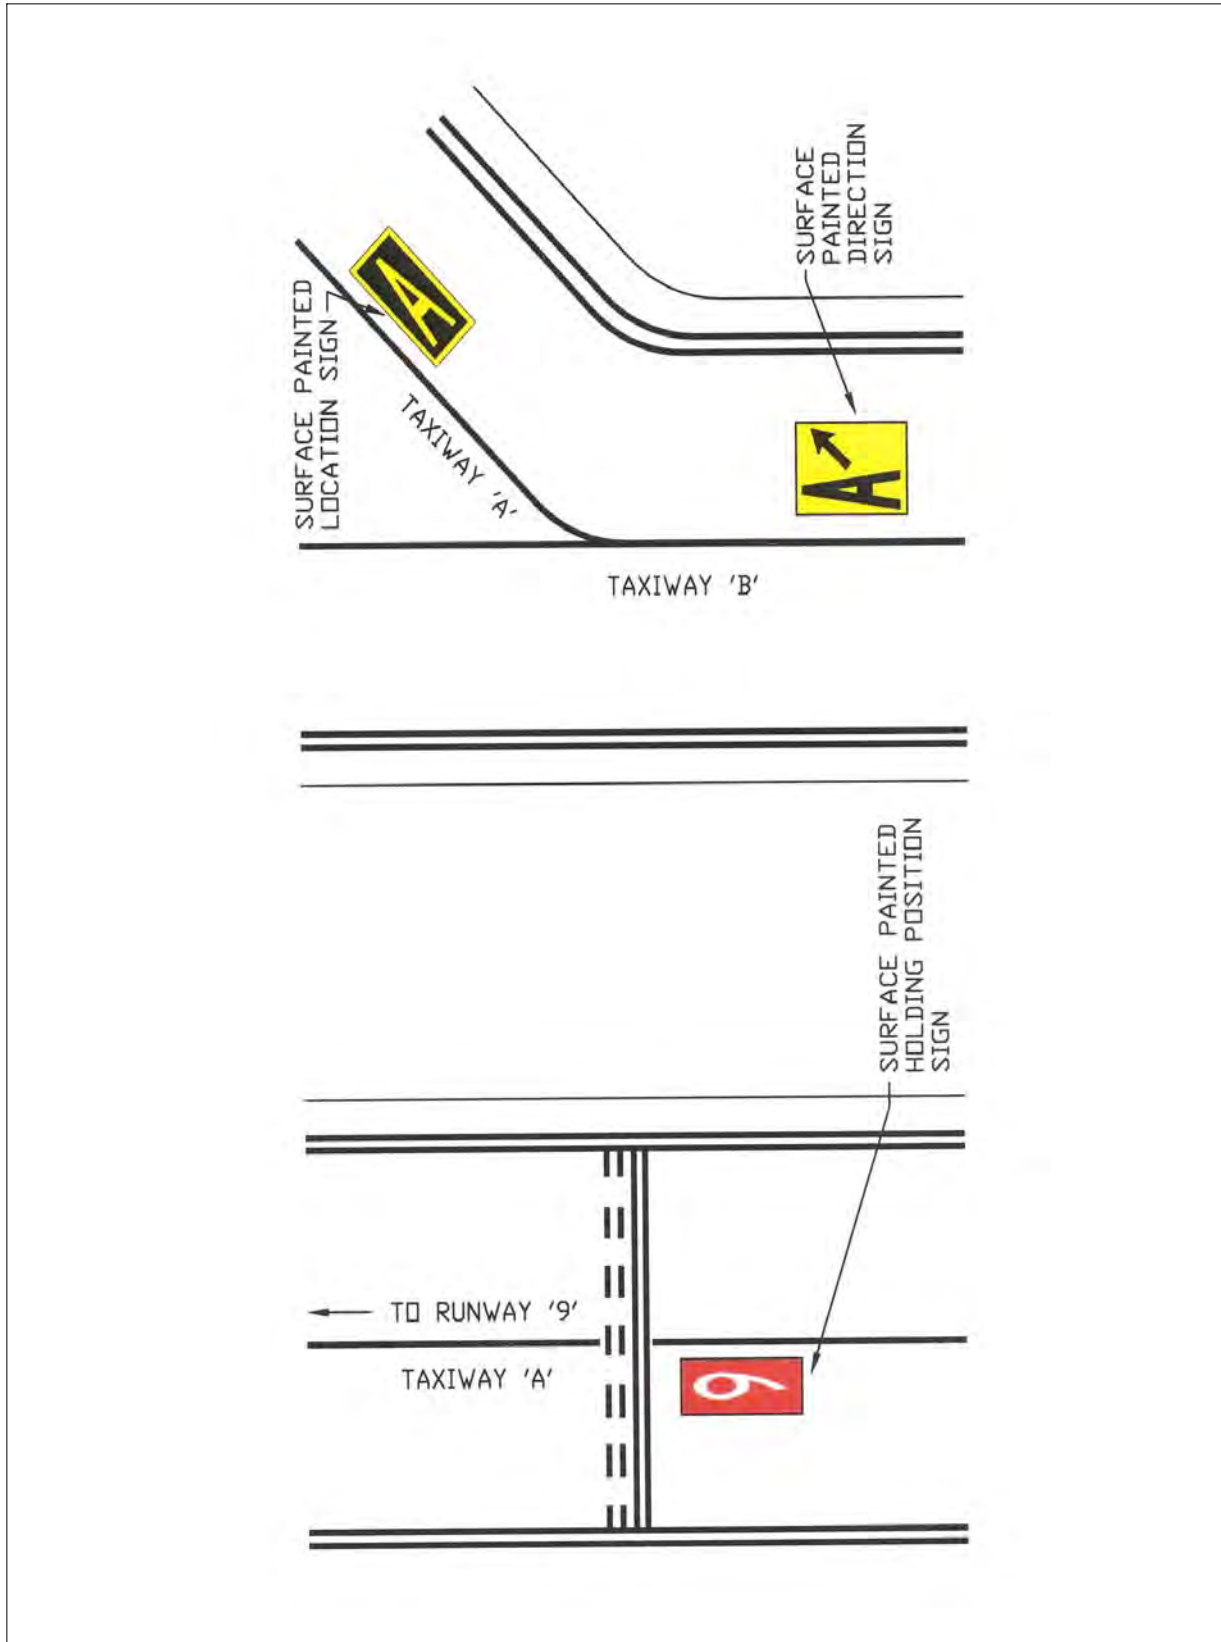 SURFACE PAINTED
LOCATION SIGN
A
TAXIWAY 'A'
SURFACE
PAINTED
DIRECTION
SIGN
A
TAXIWAY 'B'
SURFACE PAINTED
HOLDING POSITION
SIGN
TO RUNWAY '9'
TAXIWAY 'A'
9